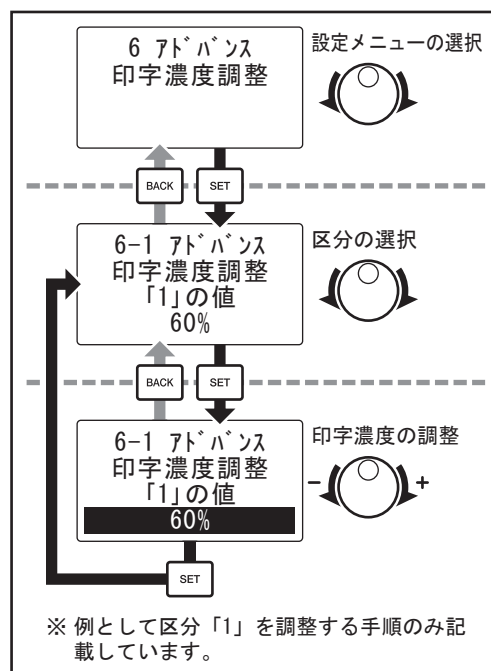 6 アドバンス
印字濃度調整
設定メニューの選択
BACK
SET
6-1 アドバンス
印字濃度調整
「1」の値
60%
区分の選択
BACK
SET
6-1 アドバンス
印字濃度調整
「1」の値
60%
印字濃度の調整
- +
SET
※ 例として区分「1」を調整する手順のみ記
載しています。